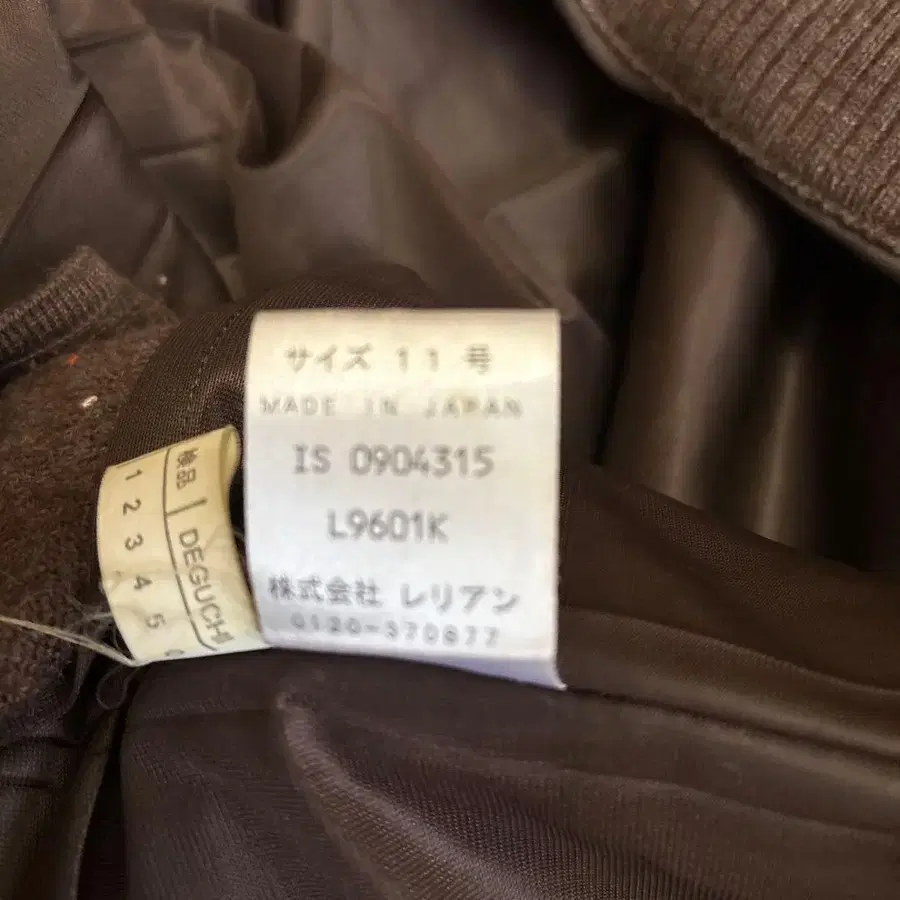 サイズ 11 号
MADE IN JAPAN
IS 0904315
L9601K
株式会社 レリアン
0120-370877
検品 DEGUCHI
1 2 3 4 5